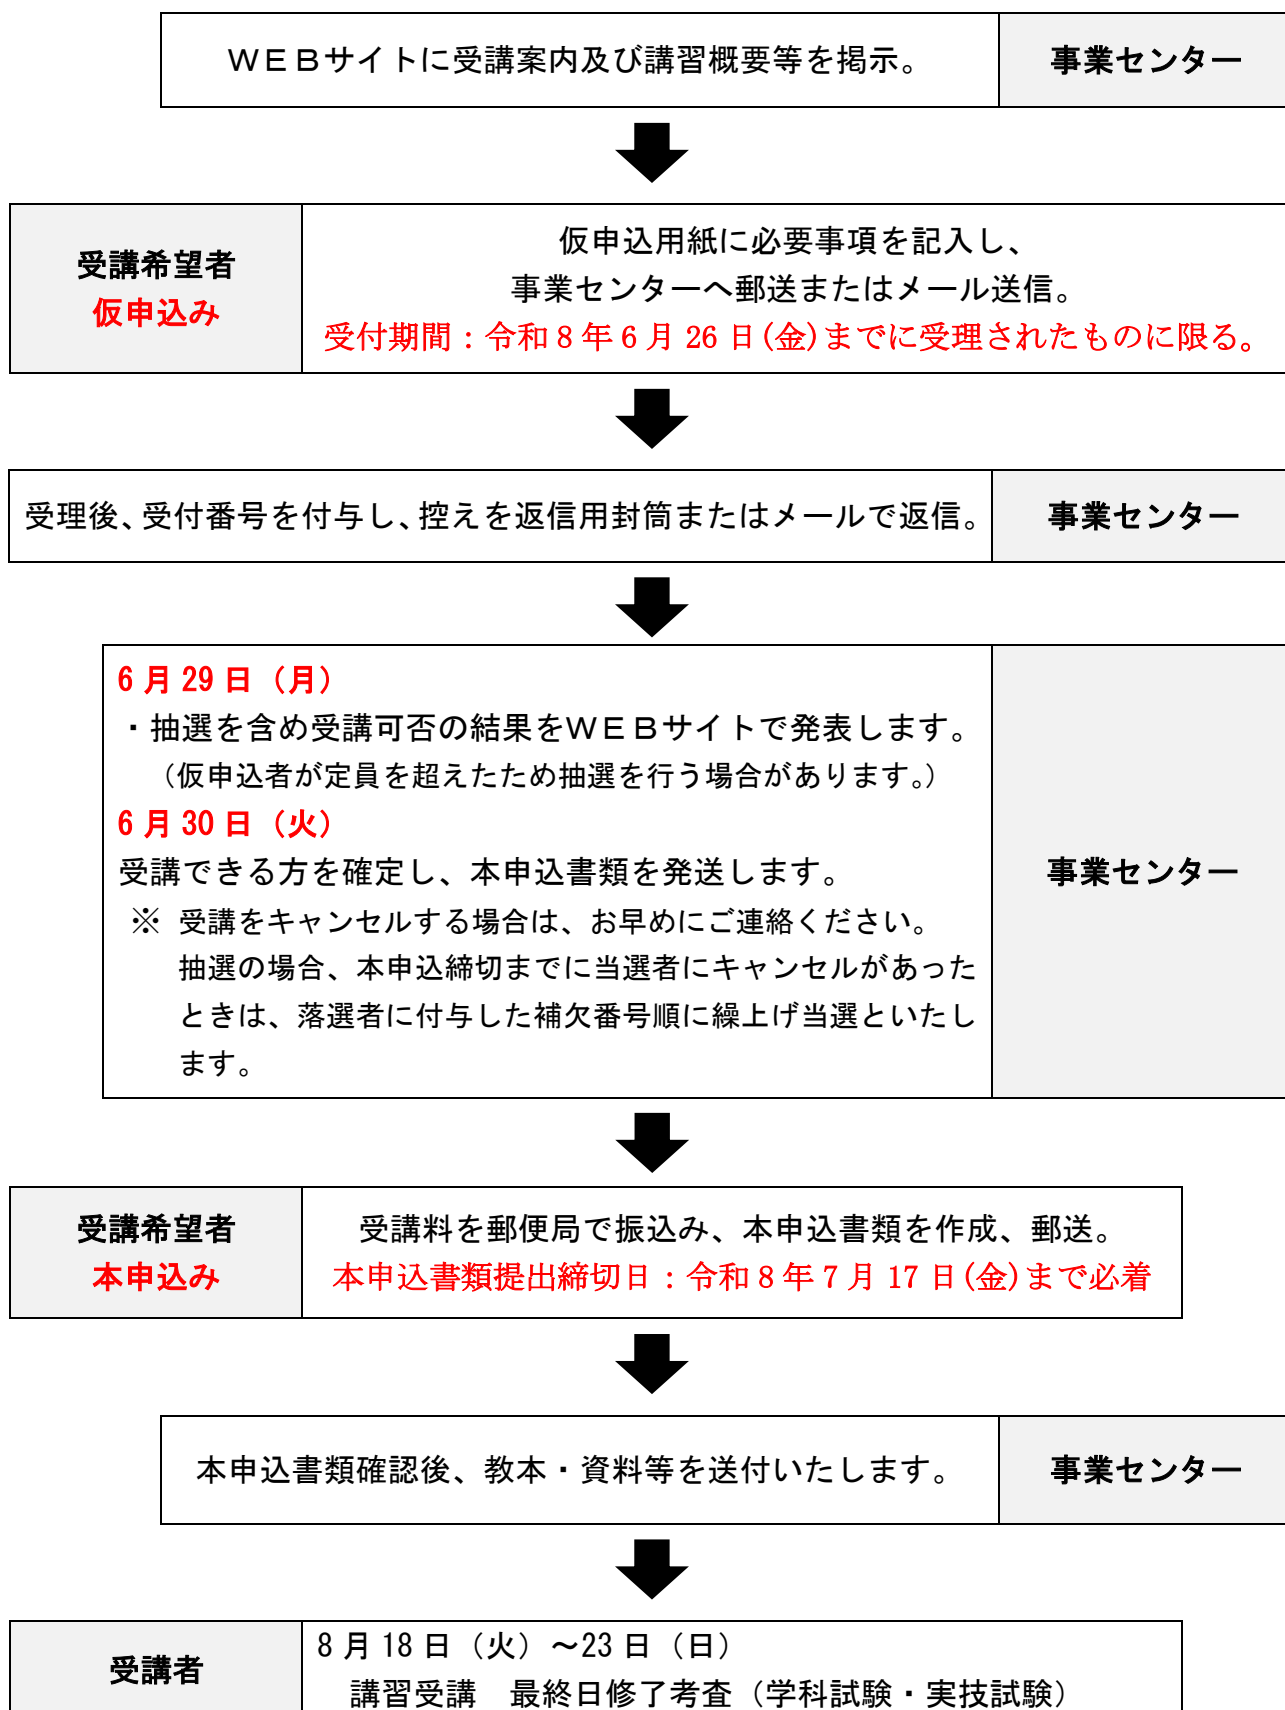 ＷＥＢサイトに受講案内及び講習概要等を掲示。
事業センター
受講希望者
仮申込み
仮申込用紙に必要事項を記入し、
事業センターへ郵送またはメール送信。
受付期間：令和8年6月26日(金)までに受理されたものに限る。
受理後、受付番号を付与し、控えを返信用封筒またはメールで返信。
事業センター
6月29日（月）
・抽選を含め受講可否の結果をＷＥＢサイトで発表します。
（仮申込者が定員を超えたため抽選を行う場合があります。）
6月30日（火）
受講できる方を確定し、本申込書類を発送します。
※ 受講をキャンセルする場合は、お早めにご連絡ください。
抽選の場合、本申込締切までに当選者にキャンセルがあった
ときは、落選者に付与した補欠番号順に繰上げ当選といたし
ます。
事業センター
受講希望者
本申込み
受講料を郵便局で振込み、本申込書類を作成、郵送。
本申込書類提出締切日：令和8年7月17日(金)まで必着
本申込書類確認後、教本・資料等を送付いたします。
事業センター
受講者
8月18日（火）～23日（日）
講習受講　最終日修了考査（学科試験・実技試験）